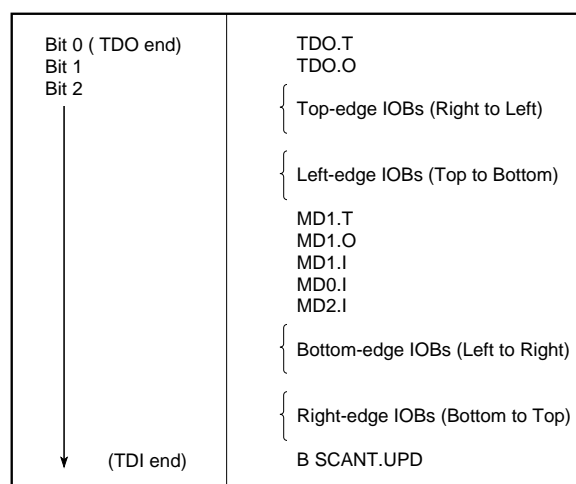 Bit 0 ( TDO end)
Bit 1
Bit 2
(TDI end)
TDO.T
TDO.O
Top-edge IOBs (Right to Left)
Left-edge IOBs (Top to Bottom)
MD1.T
MD1.O
MD1.I
MD0.I
MD2.I
Bottom-edge IOBs (Left to Right)
Right-edge IOBs (Bottom to Top)
B SCANT.UPD